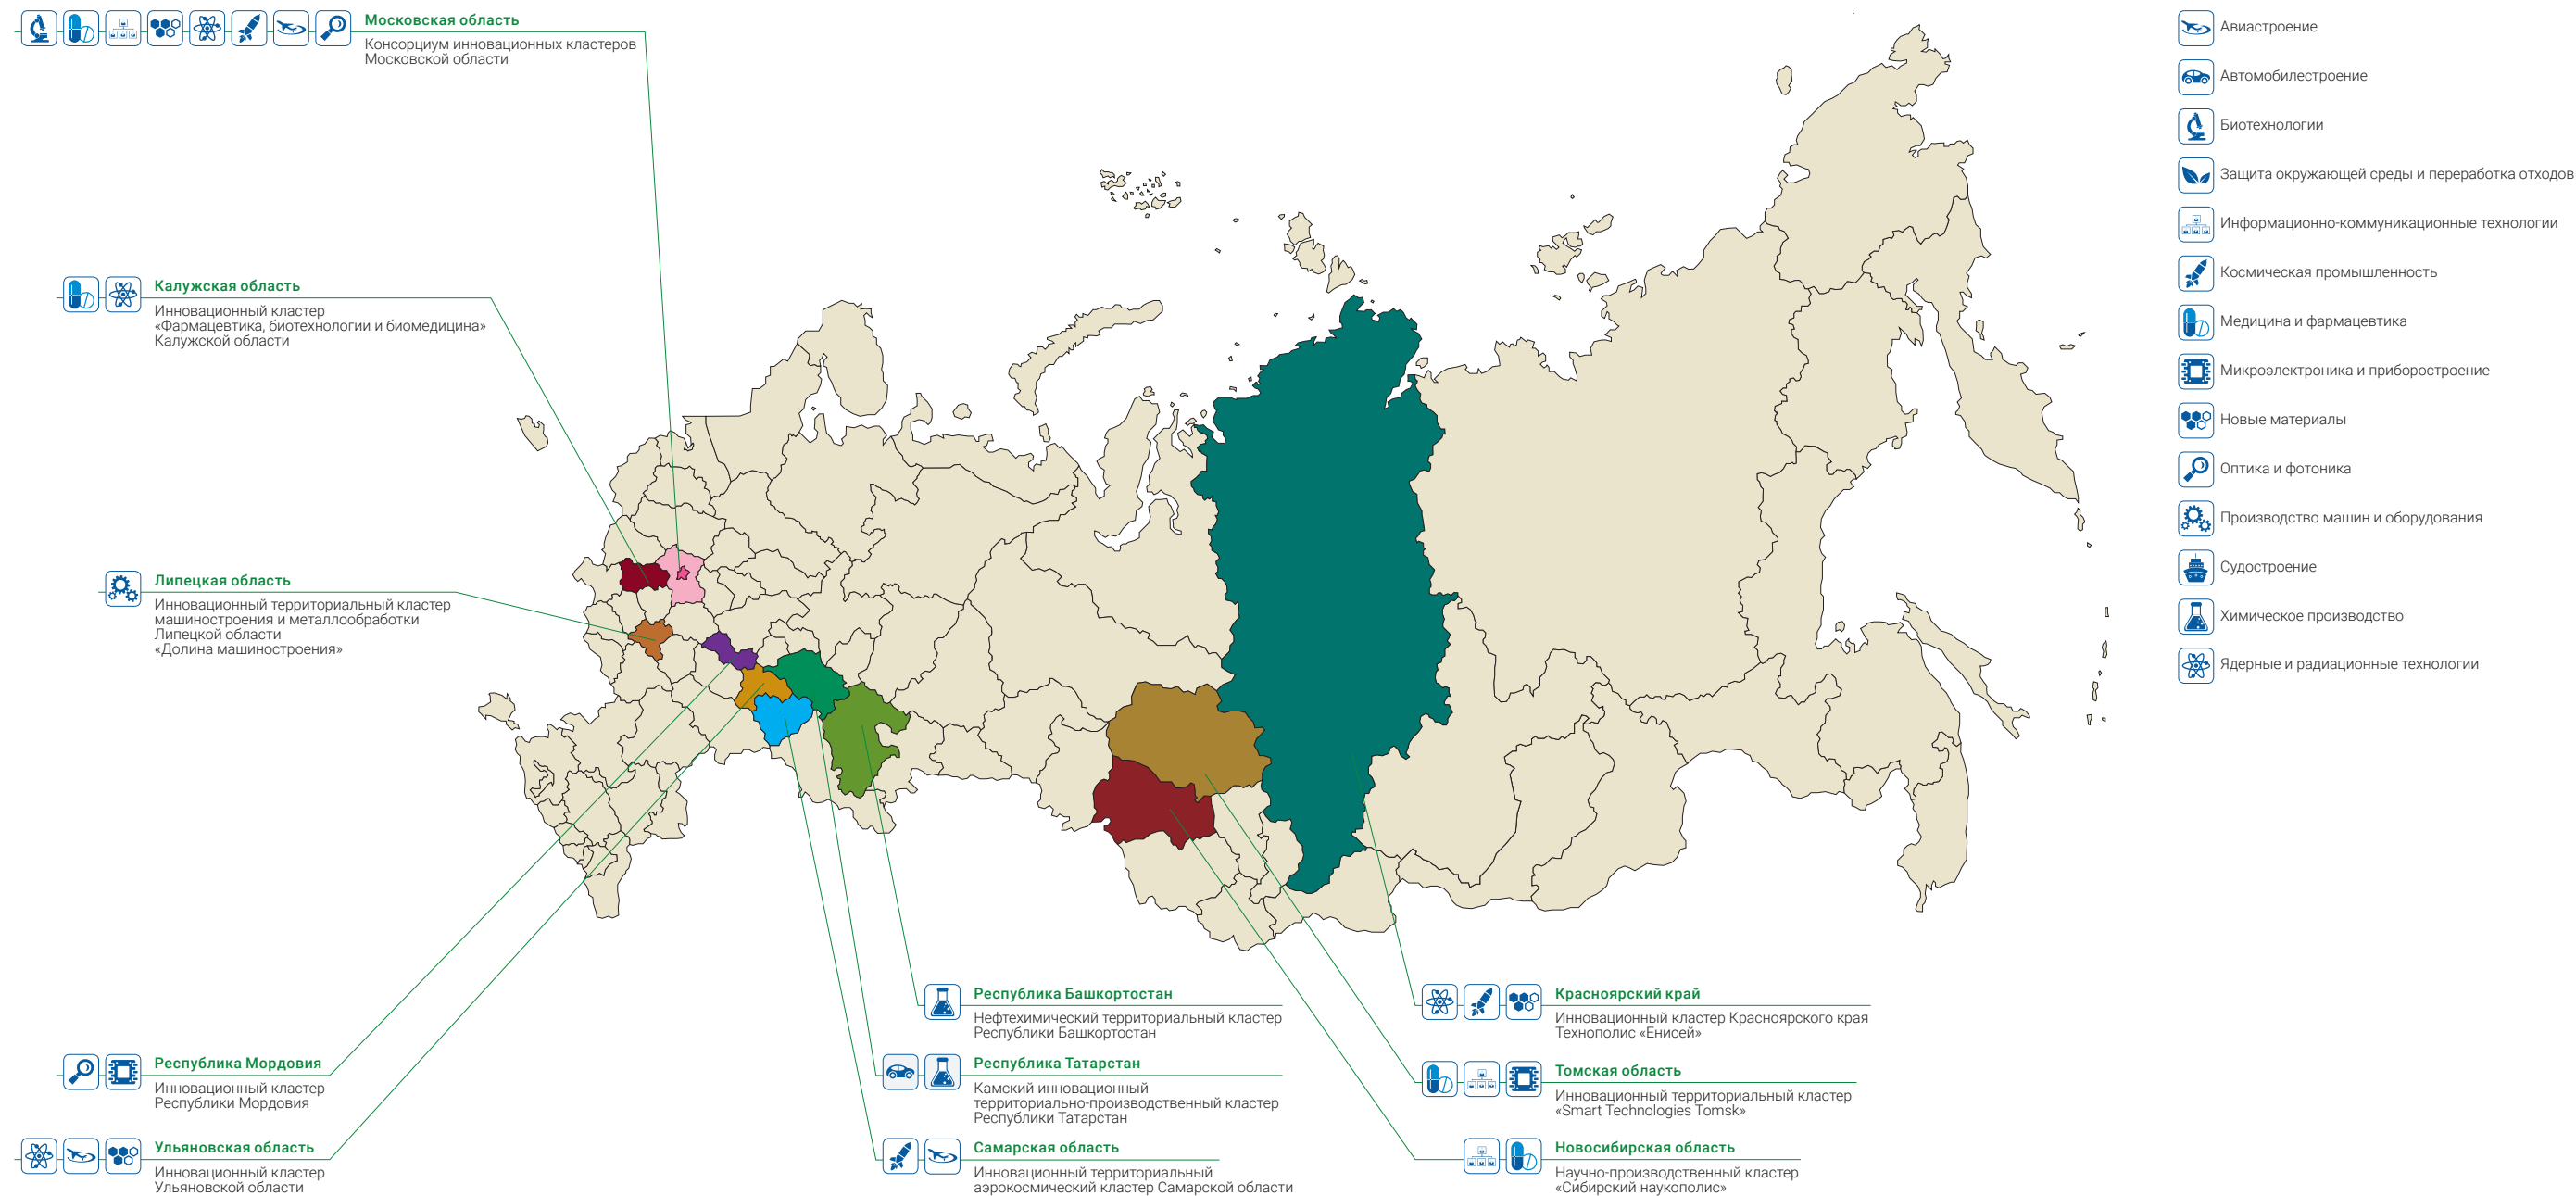 Московская область
Консорциум инновационных кластеров
Московской области
Калужская область
Инновационный кластер
«Фармацевтика, биотехнологии и биомедицина»
Калужской области
Липецкая область
Инновационный территориальный кластер
машиностроения и металлообработки
Липецкой области
«Долина машиностроения»
Республика Мордовия
Инновационный кластер
Республики Мордовия
Ульяновская область
Инновационный кластер
Ульяновской области
Республика Башкортостан
Нефтехимический территориальный кластер
Республики Башкортостан
Республика Татарстан
Камский инновационный
территориально-производственный кластер
Республики Татарстан
Самарская область
Инновационный территориальный
аэрокосмический кластер Самарской области
Красноярский край
Инновационный кластер Красноярского края
Технополис «Енисей»
Томская область
Инновационный территориальный кластер
«Smart Technologies Tomsk»
Новосибирская область
Научно-производственный кластер
«Сибирский наукополис»
Авиастроение
Автомобилестроение
Биотехнологии
Защита окружающей среды и переработка отходов
Информационно-коммуникационные технологии
Космическая промышленность
Медицина и фармацевтика
Микроэлектроника и приборостроение
Новые материалы
Оптика и фотоника
Производство машин и оборудования
Судостроение
Химическое производство
Ядерные и радиационные технологии